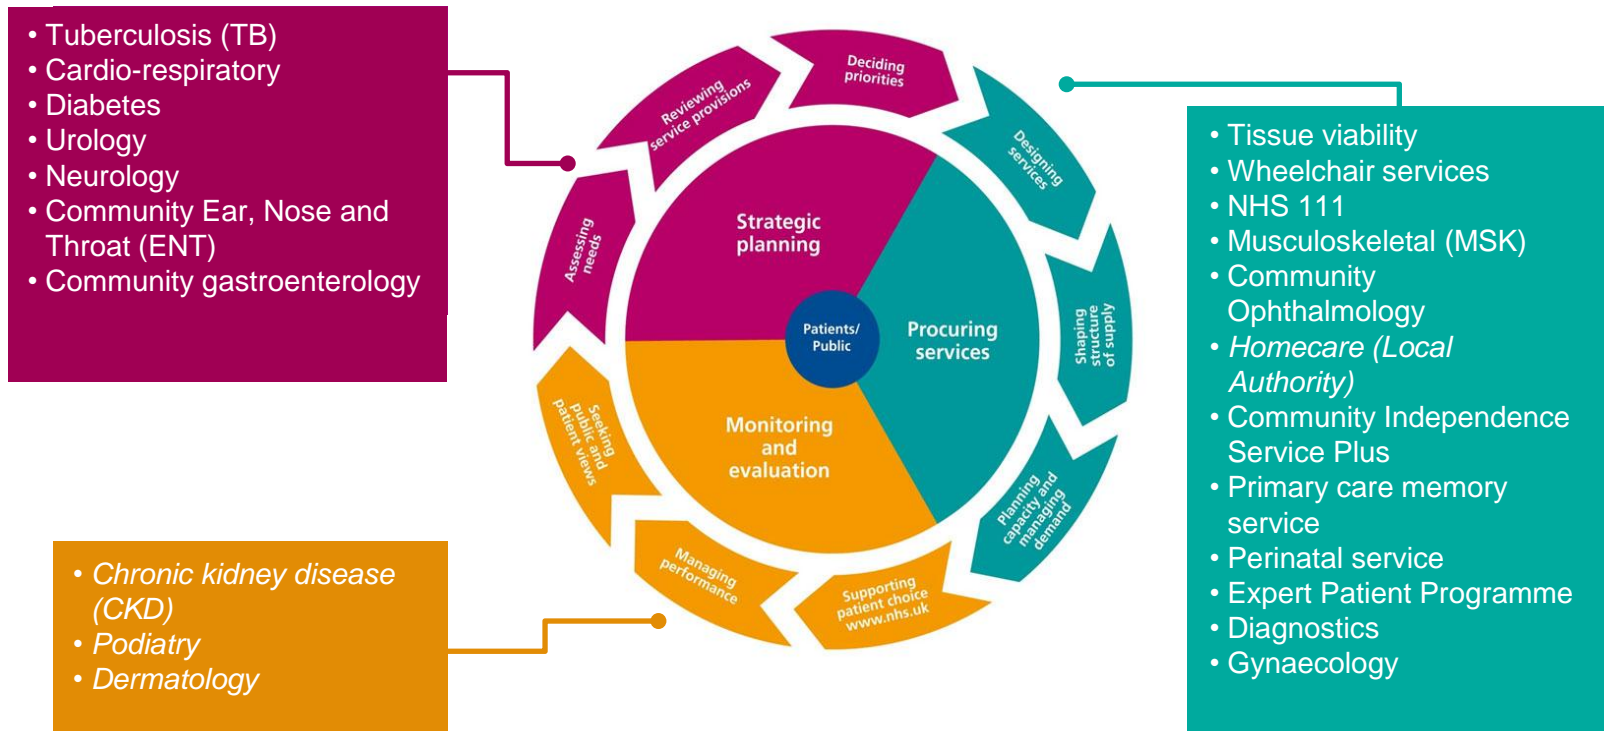 • Tuberculosis (TB)
• Cardio-respiratory
• Diabetes
• Urology
• Neurology
• Community Ear, Nose and
Throat (ENT)
• Community gastroenterology
Deciding
priorities
Reviewing
service provisions
Designing
services
Assessing
needs
Shaping
structure
of supply
Seeking
public and
patient views
Planning
capacity and
managing
demand
Managing
performance
Supporting
patient choice
www.nhs.uk
Strategic
planning
Patients/
Public
Procuring
services
Monitoring
and
evaluation
• Tissue viability
• Wheelchair services
• NHS 111
• Musculoskeletal (MSK)
• Community
Ophthalmology
• Homecare (Local
Authority)
• Community Independence
Service Plus
• Primary care memory
service
• Perinatal service
• Expert Patient Programme
• Diagnostics
• Gynaecology
• Chronic kidney disease
(CKD)
• Podiatry
• Dermatology